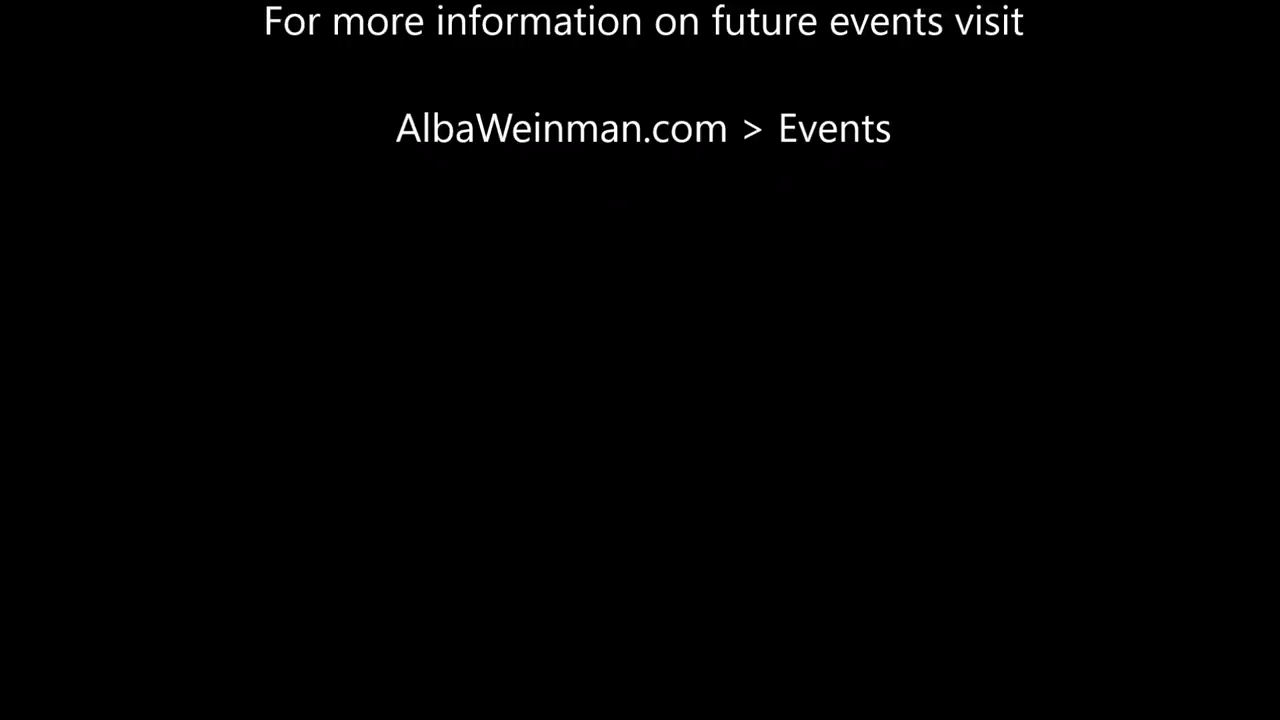 For more information on future events visit
AlbaWeinman.com > Events